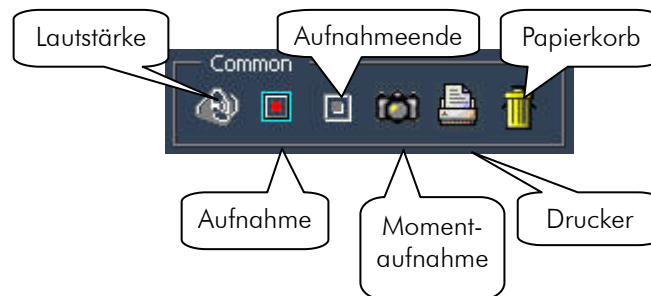 Lautstärke
Aufnahmeende
Papierkorb
Common
Aufnahme
Moment-
aufnahme
Drucker